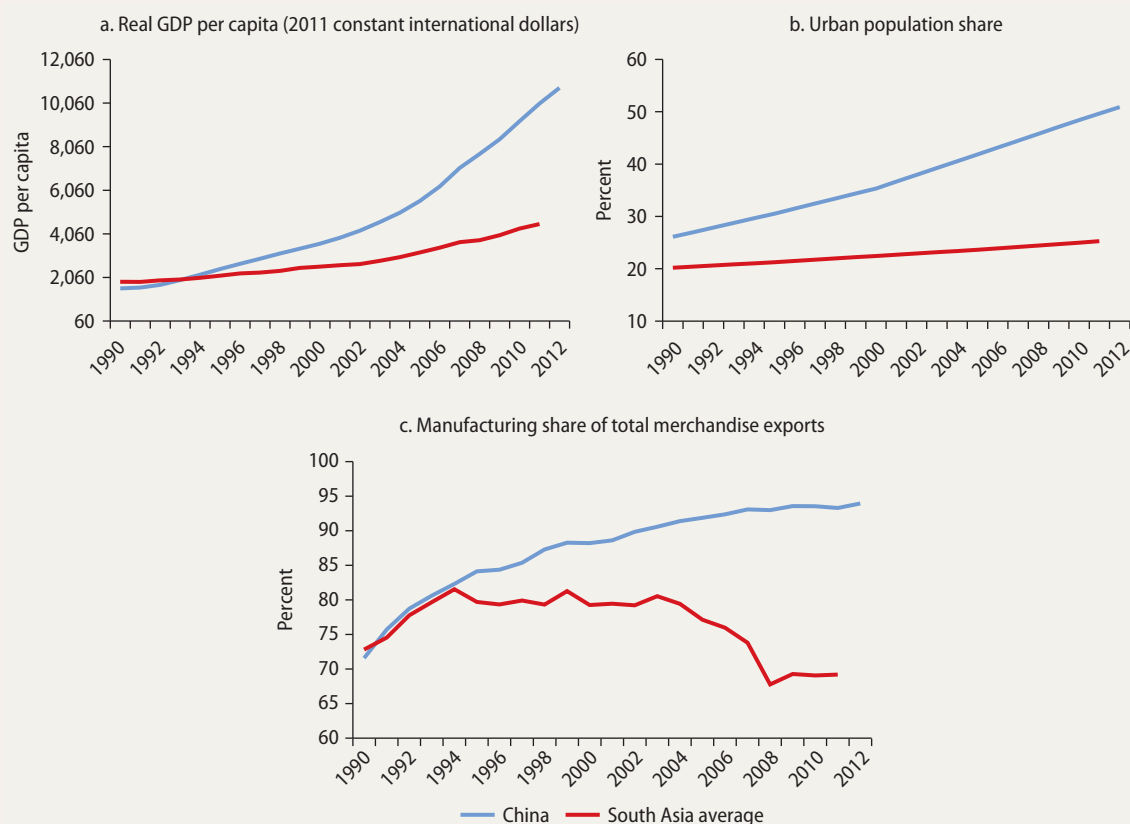 a. Real GDP per capita (2011 constant international dollars)
12,060
10,060
8,060
6,060
4,060
2,060
60
GDP per capita
1990 1992 1994 1996 1998 2000 2002 2004 2006 2008 2010 2012
b. Urban population share
60
50
40
30
20
10
Percent
1990 1992 1994 1996 1998 2000 2002 2004 2006 2008 2010 2012
c. Manufacturing share of total merchandise exports
100
95
90
85
80
75
70
65
60
Percent
1990 1992 1994 1996 1998 2000 2002 2004 2006 2008 2010 2012
China South Asia average